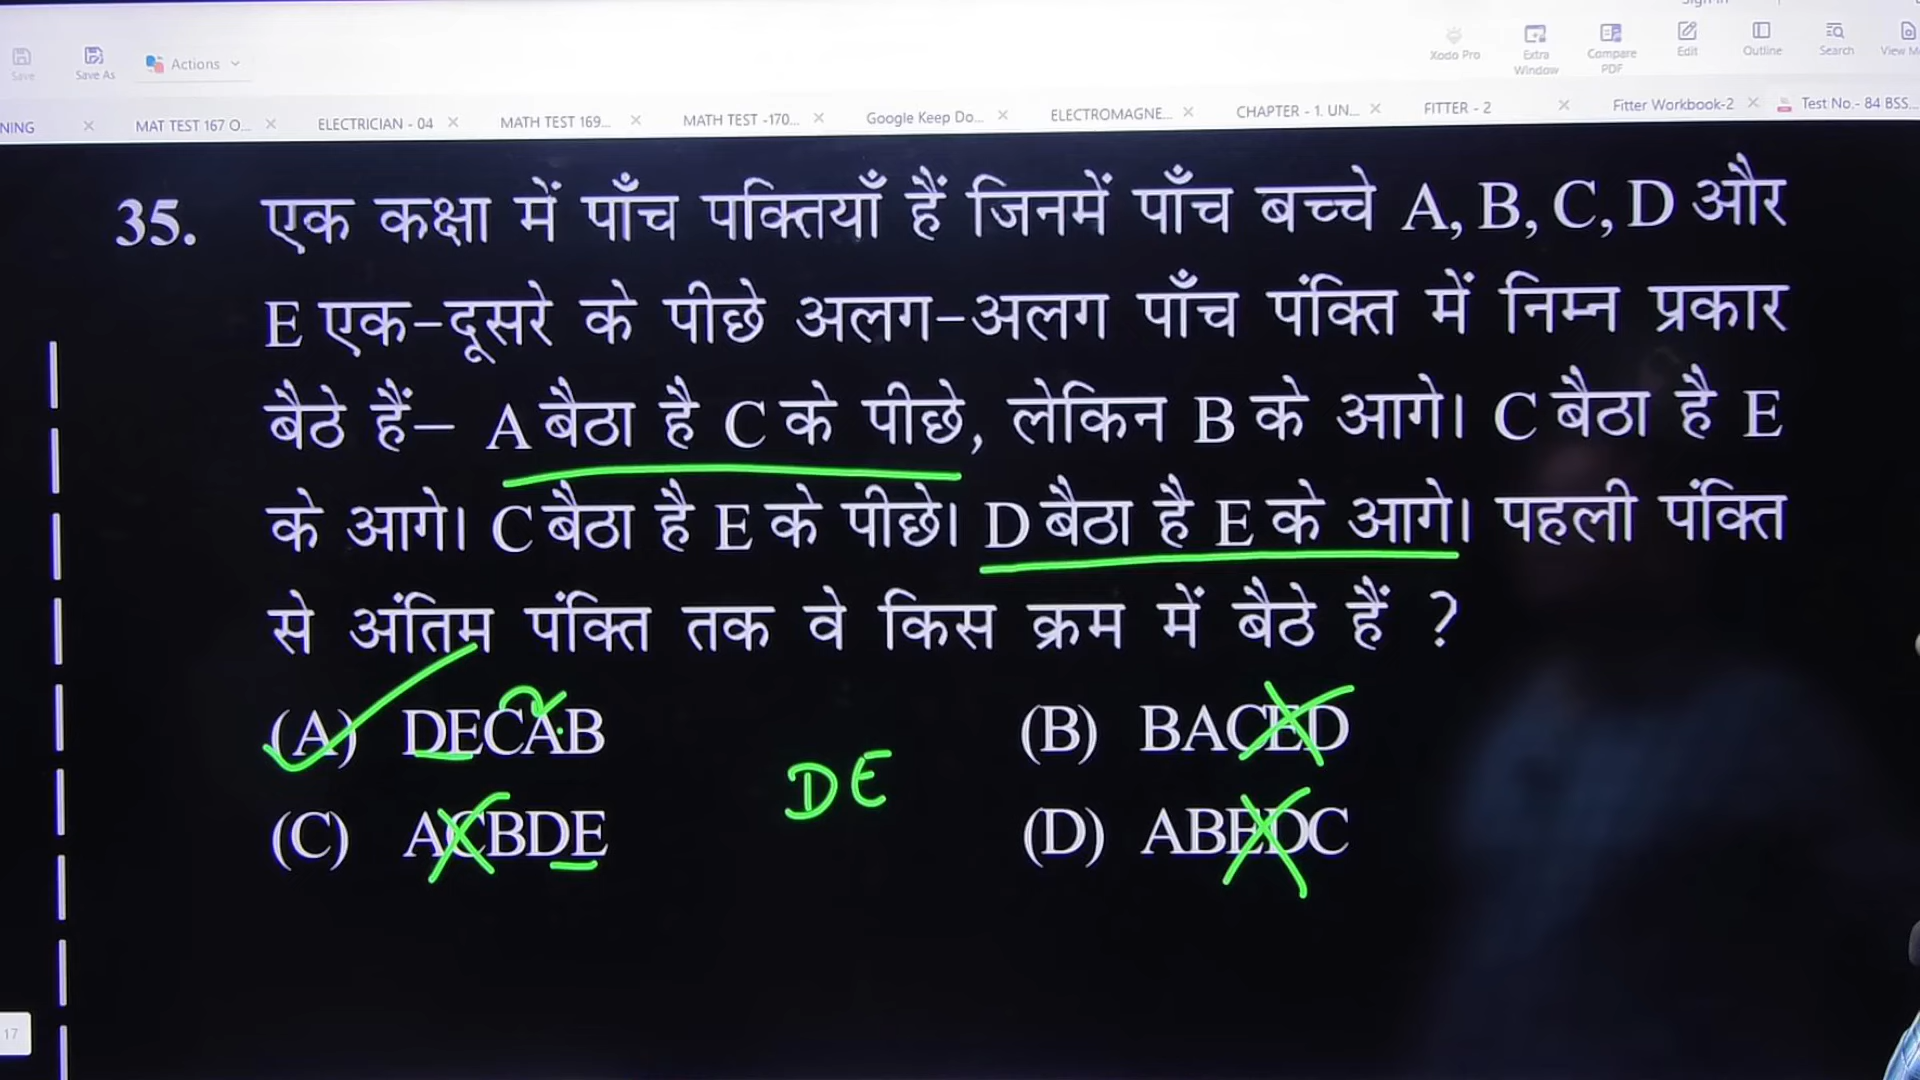 Sign in
Save
Save As
Actions
Xodo Pro
Extra Window
Compare PDF
Edit
Outline
Search
View M
NING
MAT TEST 167 O...
ELECTRICIAN - 04
MATH TEST 169...
MATH TEST -170...
Google Keep Do...
ELECTROMAGNE...
CHAPTER - 1. UN...
FITTER - 2
Fitter Workbook-2
Test No.- 84 BSS...
35. एक कक्षा में पाँच पक्तियाँ हैं जिनमें पाँच बच्चे A, B, C, D और
E एक-दूसरे के पीछे अलग-अलग पाँच पंक्ति में निम्न प्रकार
बैठे हैं– A बैठा है C के पीछे, लेकिन B के आगे। C बैठा है E
के आगे। C बैठा है E के पीछे। D बैठा है E के आगे। पहली पंक्ति
से अंतिम पंक्ति तक वे किस क्रम में बैठे हैं ?
(A) DECAB (B) BACED
DE
(C) ACBDE (D) ABEDC
17